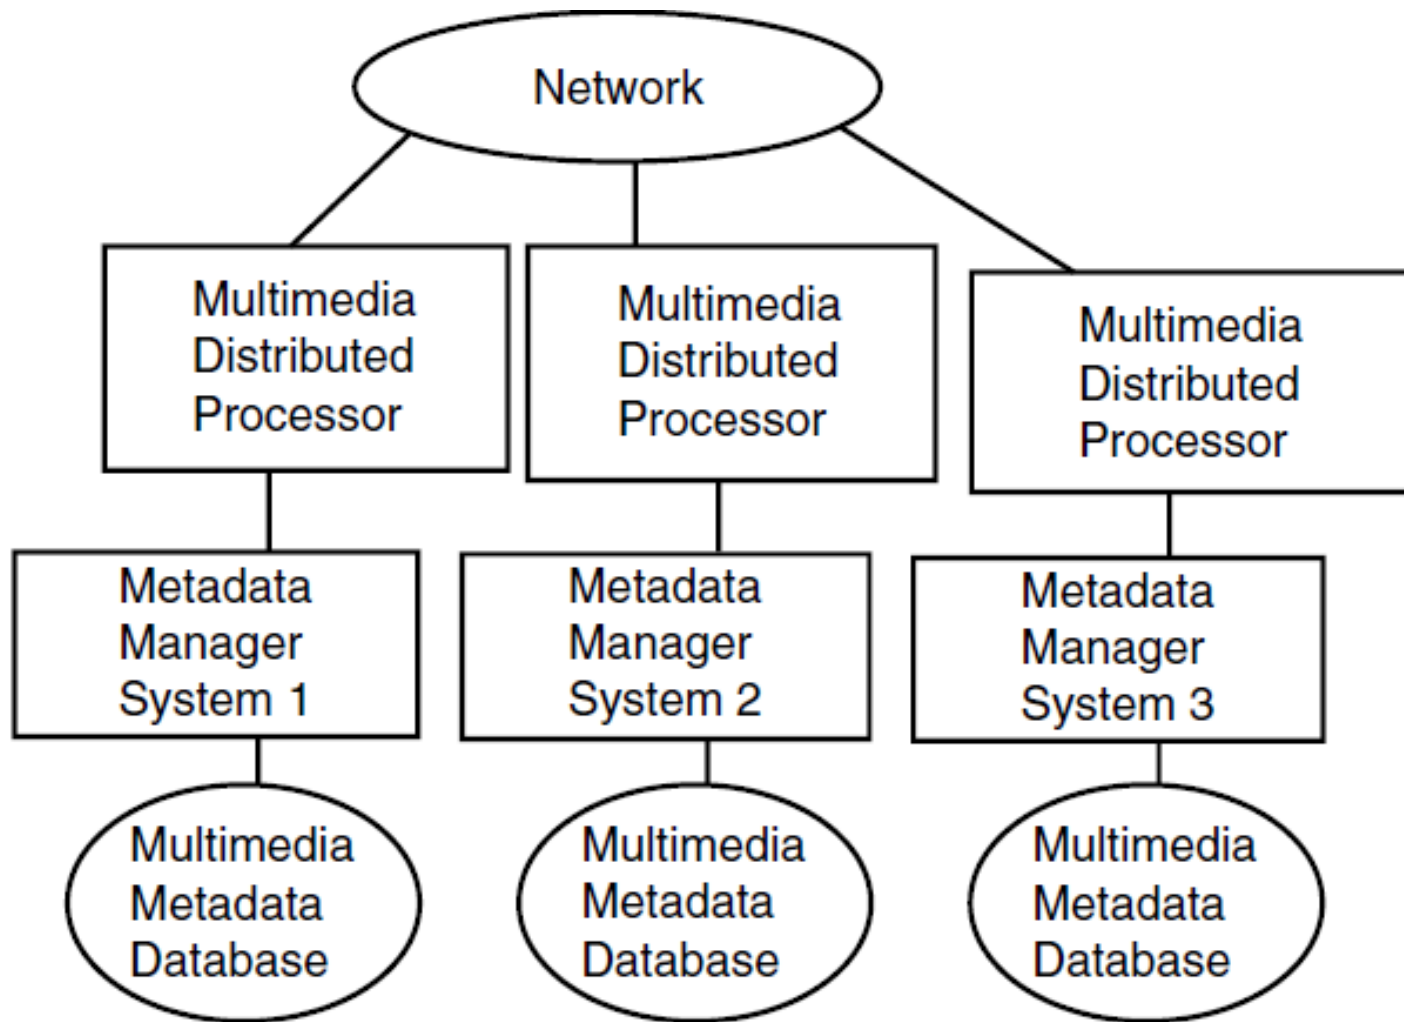 Network
Multimedia
Distributed
Processor
Multimedia
Distributed
Processor
Multimedia
Distributed
Processor
Metadata
Manager
System 1
Metadata
Manager
System 2
Metadata
Manager
System 3
Multimedia
Metadata
Database
Multimedia
Metadata
Database
Multimedia
Metadata
Database